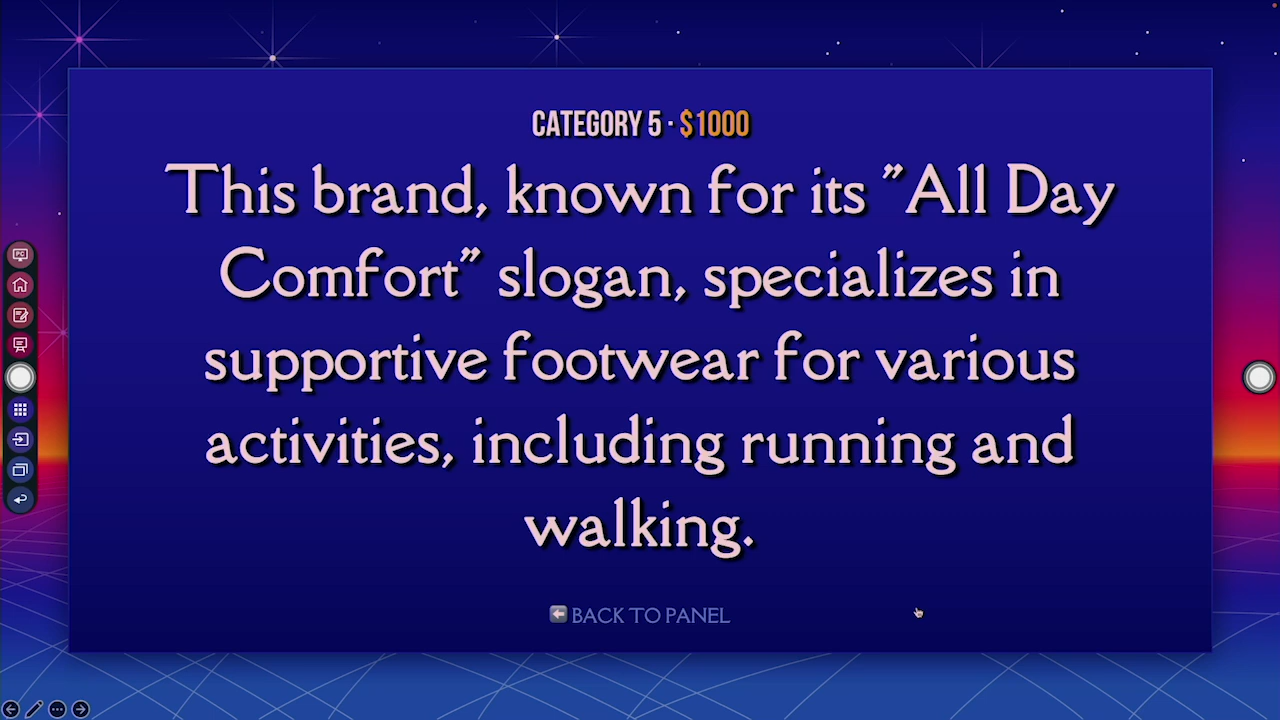 CATEGORY 5 · $1000
This brand, known for its "All Day
Comfort" slogan, specializes in
supportive footwear for various
activities, including running and
walking.
BACK TO PANEL
PC